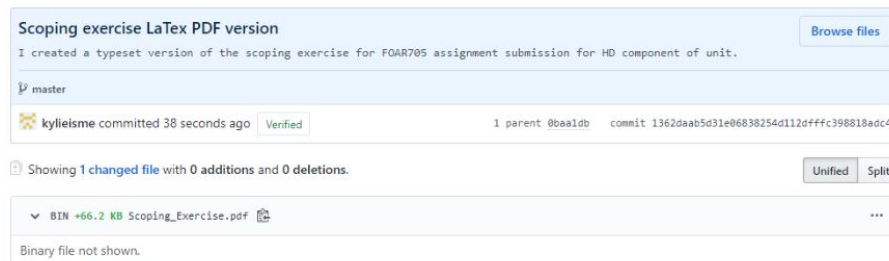 Scoping exercise LaTex PDF version
Browse files
I created a typeset version of the scoping exercise for FOAR705 assignment submission for HD component of unit.
master
kylieisme committed 38 seconds ago Verified 1 parent 0baa1db commit 1362daab5d31e06838254d112dfffc398818adc4
Showing 1 changed file with 0 additions and 0 deletions. Unified Split
BIN +66.2 KB Scoping_Exercise.pdf
Binary file not shown.